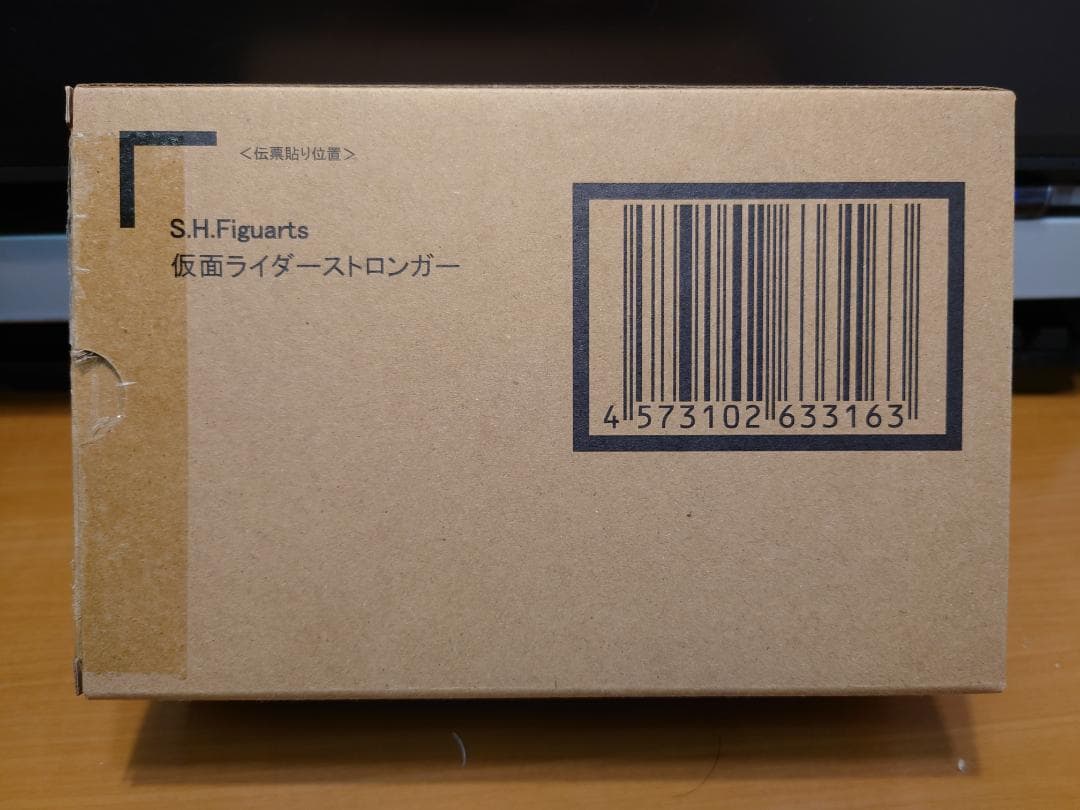 ＜伝票貼り位置＞
S.H.Figuarts
仮面ライダーストロンガー
4 573102 633163